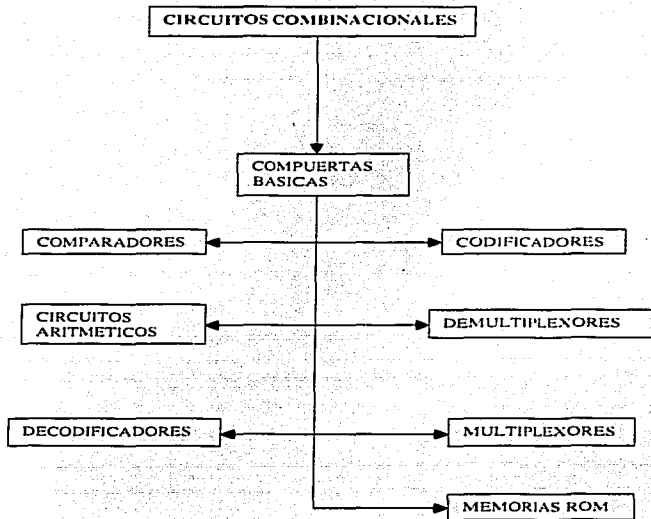 CIRCUITOS COMBINACIONALES
COMPUERTAS
BASICAS
COMPARADORES
CODIFICADORES
CIRCUITOS
ARITMETICOS
DEMULTIPLEXORES
DECODIFICADORES
MULTIPLEXORES
MEMORIAS ROM